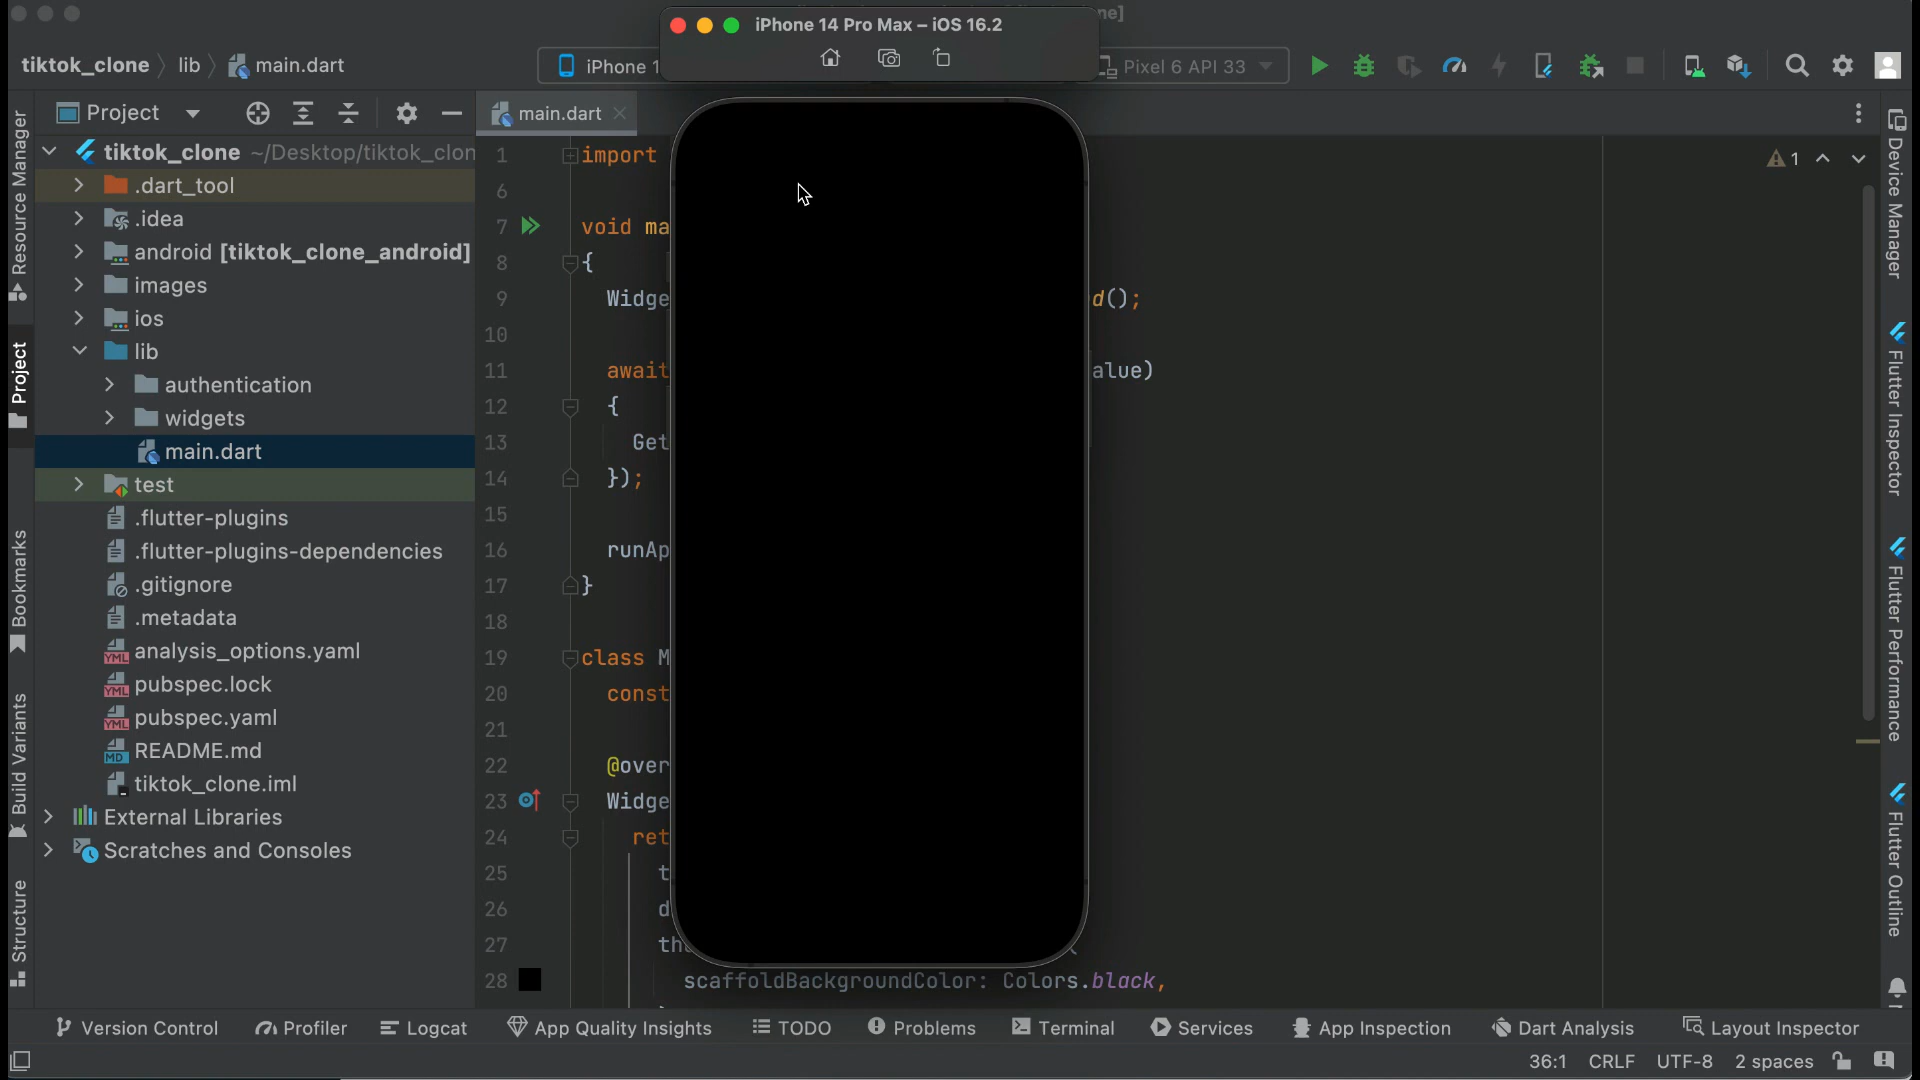 iPhone 14 Pro Max – iOS 16.2
ne]
tiktok_clone
lib
main.dart
iPhone 1
Pixel 6 API 33
Project
main.dart
Resource Manager
Project
Bookmarks
Build Variants
Structure
tiktok_clone ~/Desktop/tiktok_clon
.dart_tool
.idea
android [tiktok_clone_android]
images
ios
lib
authentication
widgets
main.dart
test
.flutter-plugins
.flutter-plugins-dependencies
.gitignore
.metadata
analysis_options.yaml
pubspec.lock
pubspec.yaml
README.md
tiktok_clone.iml
External Libraries
Scratches and Consoles
1 import
6
7 void ma
8 {
9 Widge d();
10
11 await alue)
12 {
13 Get
14 });
15
16 runAp
17 }
18
19 class M
20 const
21
22 @over
23 Widge
24 ret
25 t
26 d
27 th
28 scaffoldBackgroundColor: Colors.black,
1
Device Manager
Flutter Inspector
Flutter Performance
Flutter Outline
Version Control
Profiler
Logcat
App Quality Insights
TODO
Problems
Terminal
Services
App Inspection
Dart Analysis
Layout Inspector
36:1 CRLF UTF-8 2 spaces